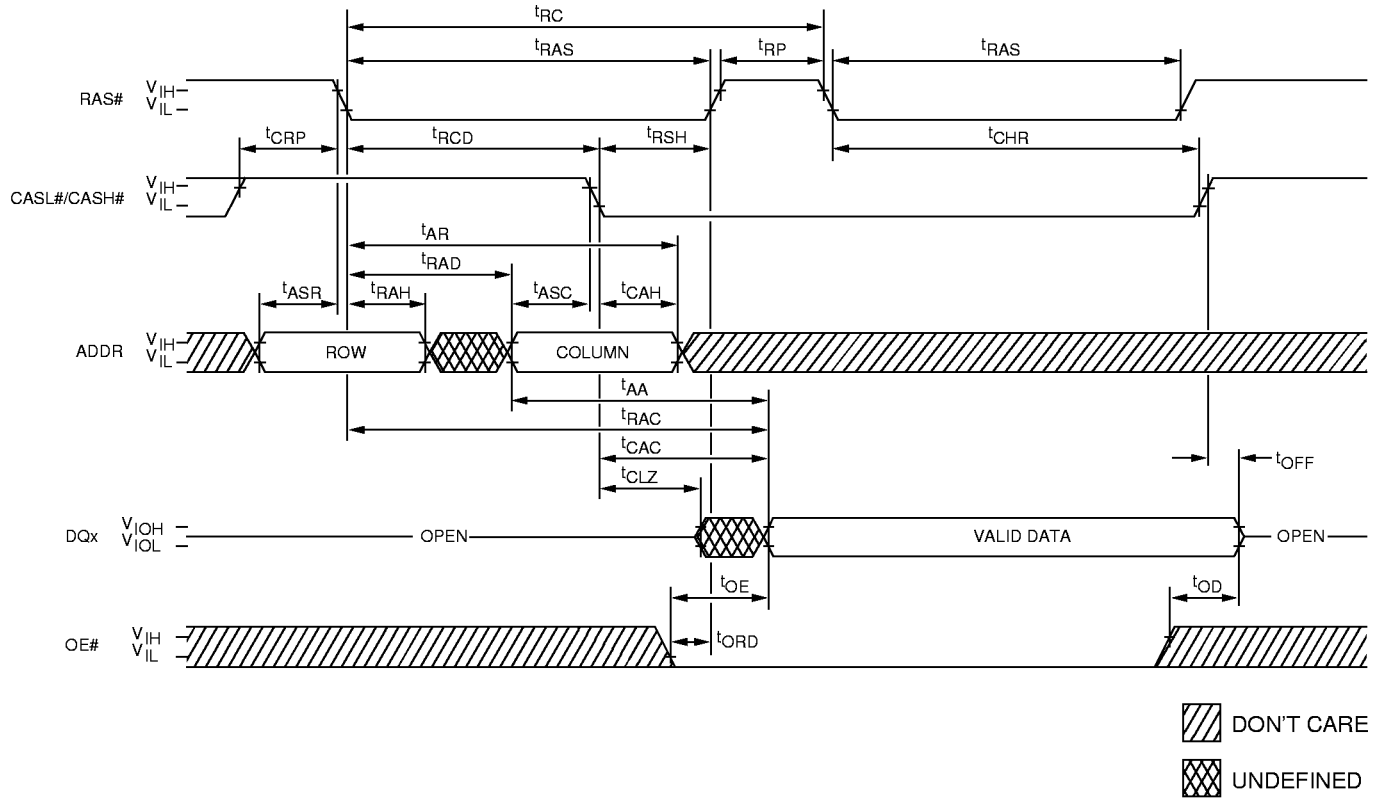 tRC
tRAS tRP tRAS
RAS# VIH
VIL
tCRP tRCD tRSH tCHR
CASL#/CASH# VIH
VIL
tAR
tRAD
tASR tRAH tASC tCAH
ADDR VIH
VIL
ROW COLUMN
tAA
tRAC
tCAC
tOFF
tCLZ
DQx VIOH
VIOL
OPEN VALID DATA OPEN
tOE tOD
tORD
OE# VIH
VIL
DON'T CARE
UNDEFINED